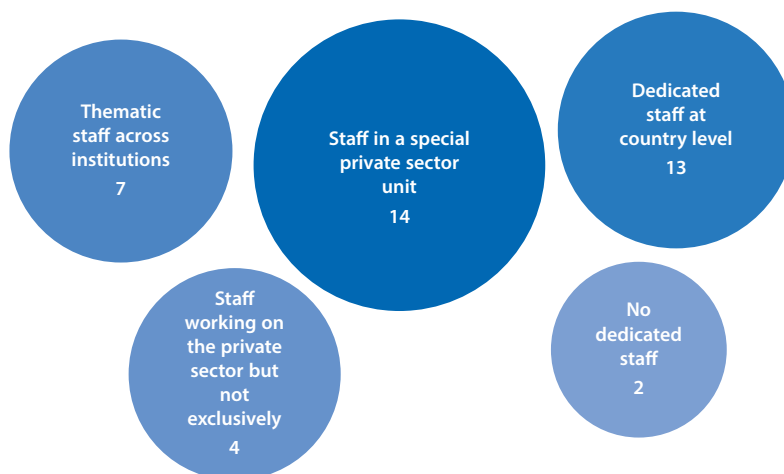 Thematic
staff across
institutions
7
Staff in a special
private sector
unit
14
Dedicated
staff at
country level
13
Staff
working on
the private
sector but
not
exclusively
4
No
dedicated
staff
2